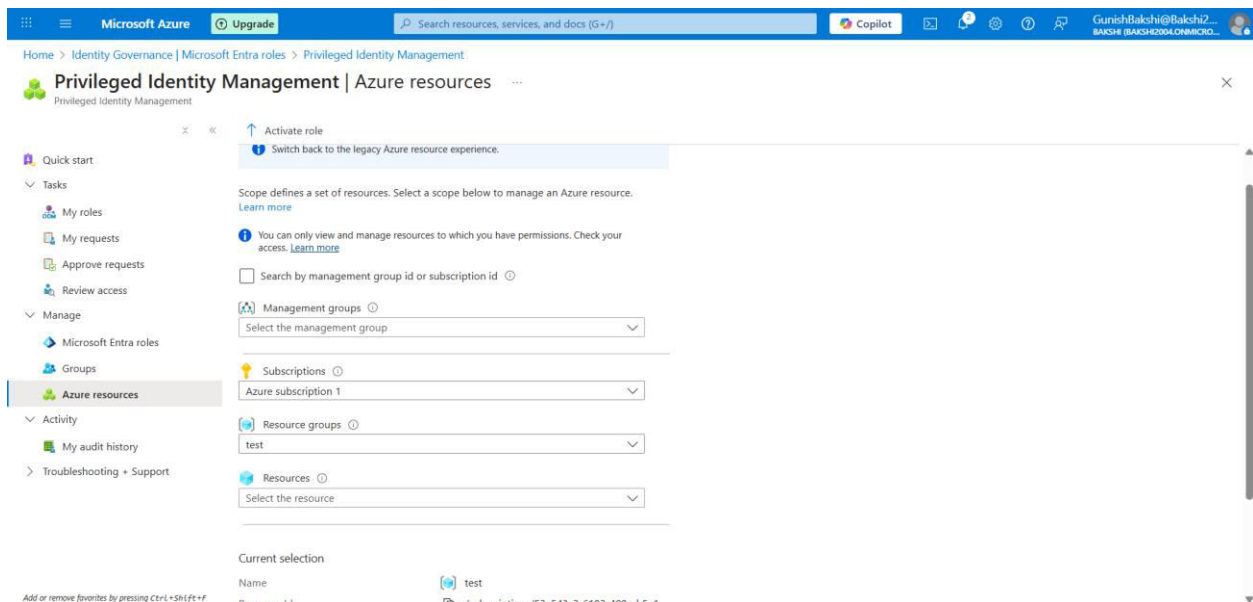 Microsoft Azure
Upgrade
Search resources, services, and docs (G+/)
Copilot
2
GunishBakshi@Bakshi2...
BAKSHI (BAKSHI2004.ONMICRO...
Home > Identity Governance | Microsoft Entra roles > Privileged Identity Management
Privileged Identity Management | Azure resources ...
Privileged Identity Management
Activate role
Quick start
Tasks
My roles
My requests
Approve requests
Review access
Manage
Microsoft Entra roles
Groups
Azure resources
Activity
My audit history
Troubleshooting + Support
Add or remove favorites by pressing Ctrl+Shift+F
Switch back to the legacy Azure resource experience.
Scope defines a set of resources. Select a scope below to manage an Azure resource.
Learn more
You can only view and manage resources to which you have permissions. Check your
access. Learn more
Search by management group id or subscription id
Management groups
Select the management group
Subscriptions
Azure subscription 1
Resource groups
test
Resources
Select the resource
Current selection
Name
test